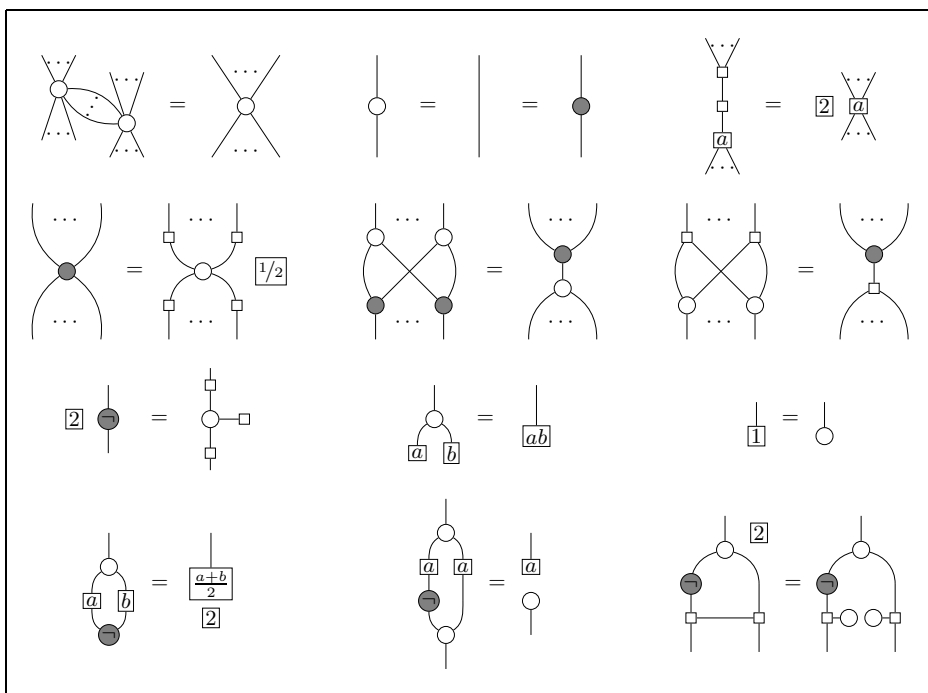 = = = a = 2 a
= 1/2 = =
2 ¬ = a b = ab 1 =
a b ¬ = a+b/2 2
a a ¬ = a
¬ 2 = ¬